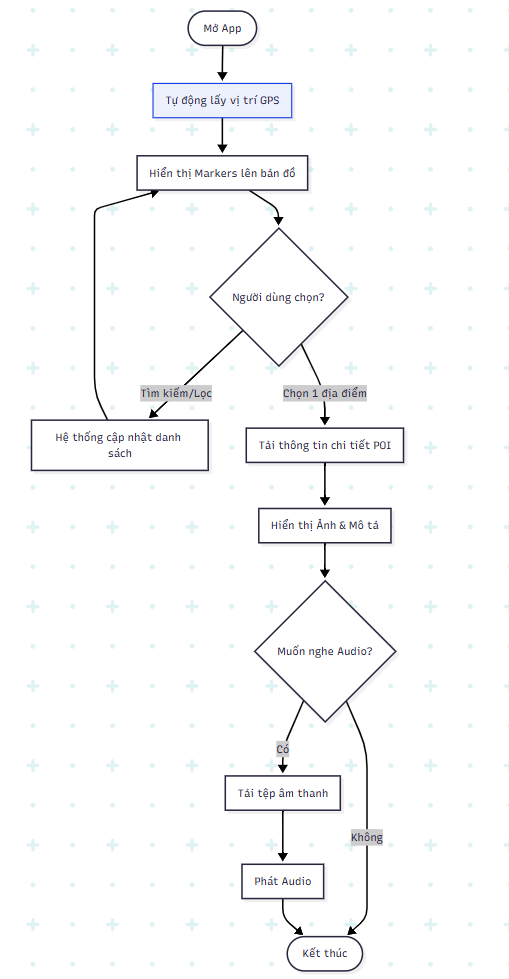 Mở App
Tự động lấy vị trí GPS
Hiển thị Markers lên bản đồ
Người dùng chọn?
Tìm kiếm/Lọc
Chọn 1 địa điểm
Hệ thống cập nhật danh
sách
Tải thông tin chi tiết POI
Hiển thị Ảnh & Mô tả
Muốn nghe Audio?
Có
Tải tệp âm thanh
Không
Phát Audio
Kết thúc